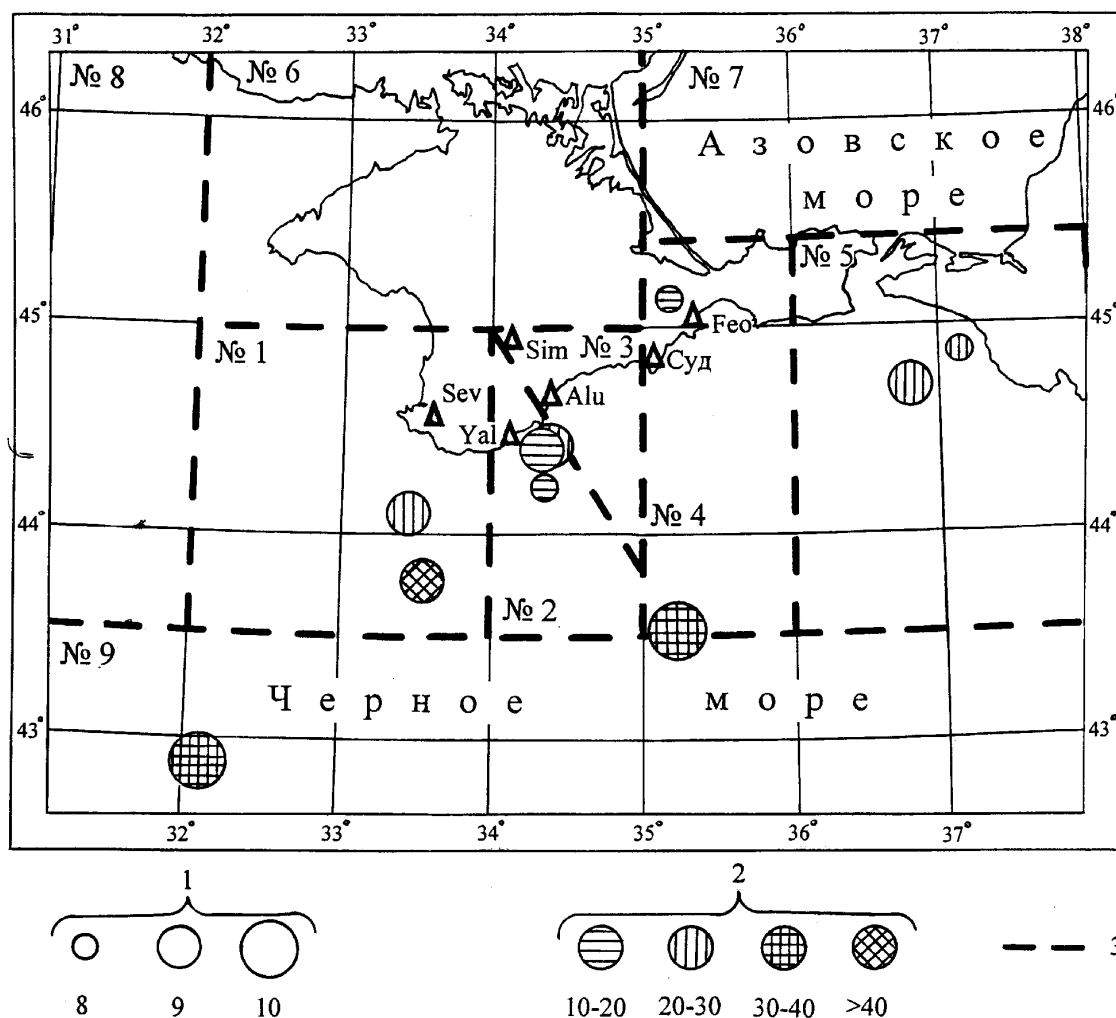 31° 32° 33° 34° 35° 36° 37° 38°
№ 8 № 6 № 7
46° 46°
А з о в с к о е
м о р е
№ 5
45° 45°
Feo
№ 1 Sim № 3 Суд
Sev Alu
Yal
44° № 4 44°
№ 2
№ 9
Ч е р н о е м о р е
43° 43°
32° 33° 34° 35° 36° 37°
1 2
3
8 9 10 10-20 20-30 30-40 >40